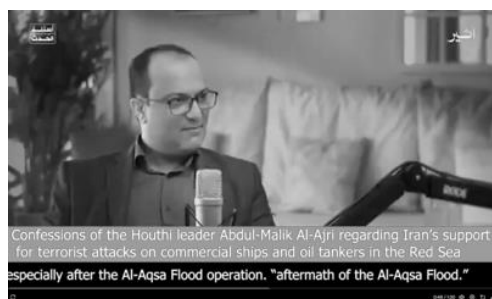 أثير
Confessions of the Houthi leader Abdul-Malik Al-Ajri regarding Iran's support
for terrorist attacks on commercial ships and oil tankers in the Red Sea
especially after the Al-Aqsa Flood operation. “aftermath of the Al-Aqsa Flood.”